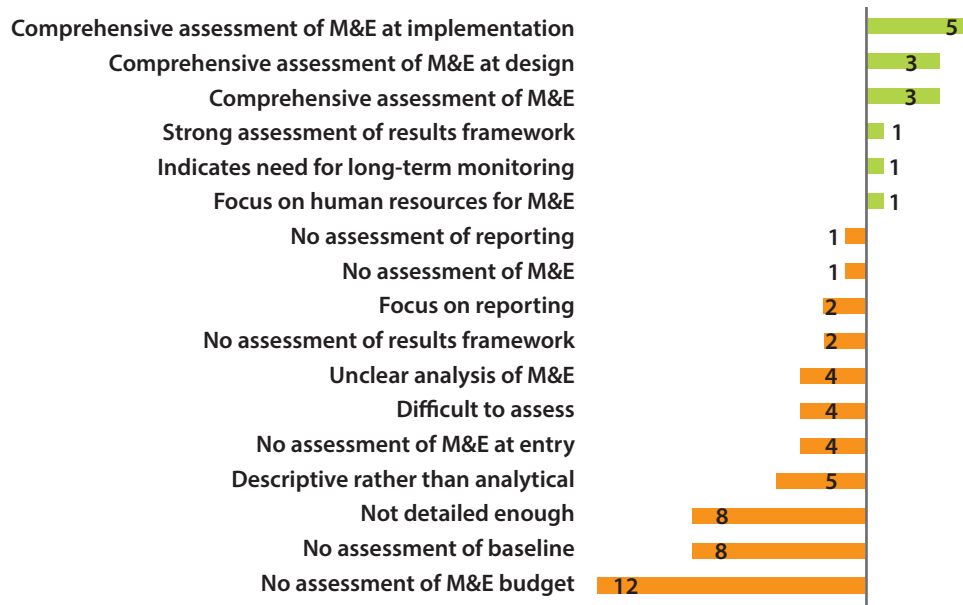 Comprehensive assessment of M&E at implementation 5
Comprehensive assessment of M&E at design 3
Comprehensive assessment of M&E 3
Strong assessment of results framework 1
Indicates need for long-term monitoring 1
Focus on human resources for M&E 1
No assessment of reporting 1
No assessment of M&E 1
Focus on reporting 2
No assessment of results framework 2
Unclear analysis of M&E 4
Difficult to assess 4
No assessment of M&E at entry 4
Descriptive rather than analytical 5
Not detailed enough 8
No assessment of baseline 8
No assessment of M&E budget 12